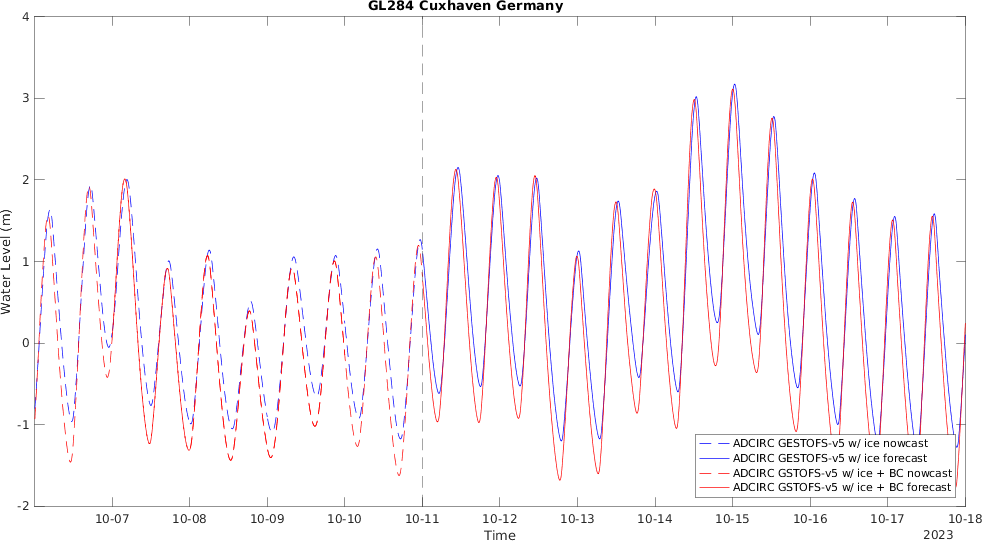 GL284 Cuxhaven Germany
4
3
2
1
0
-1
-2
Water Level (m)
ADCIRC GESTOFS-v5 w/ ice nowcast
ADCIRC GESTOFS-v5 w/ ice forecast
ADCIRC GSTOFS-v5 w/ ice + BC nowcast
ADCIRC GSTOFS-v5 w/ ice + BC forecast
10-07 10-08 10-09 10-10 10-11 10-12 10-13 10-14 10-15 10-16 10-17 10-18
Time
2023